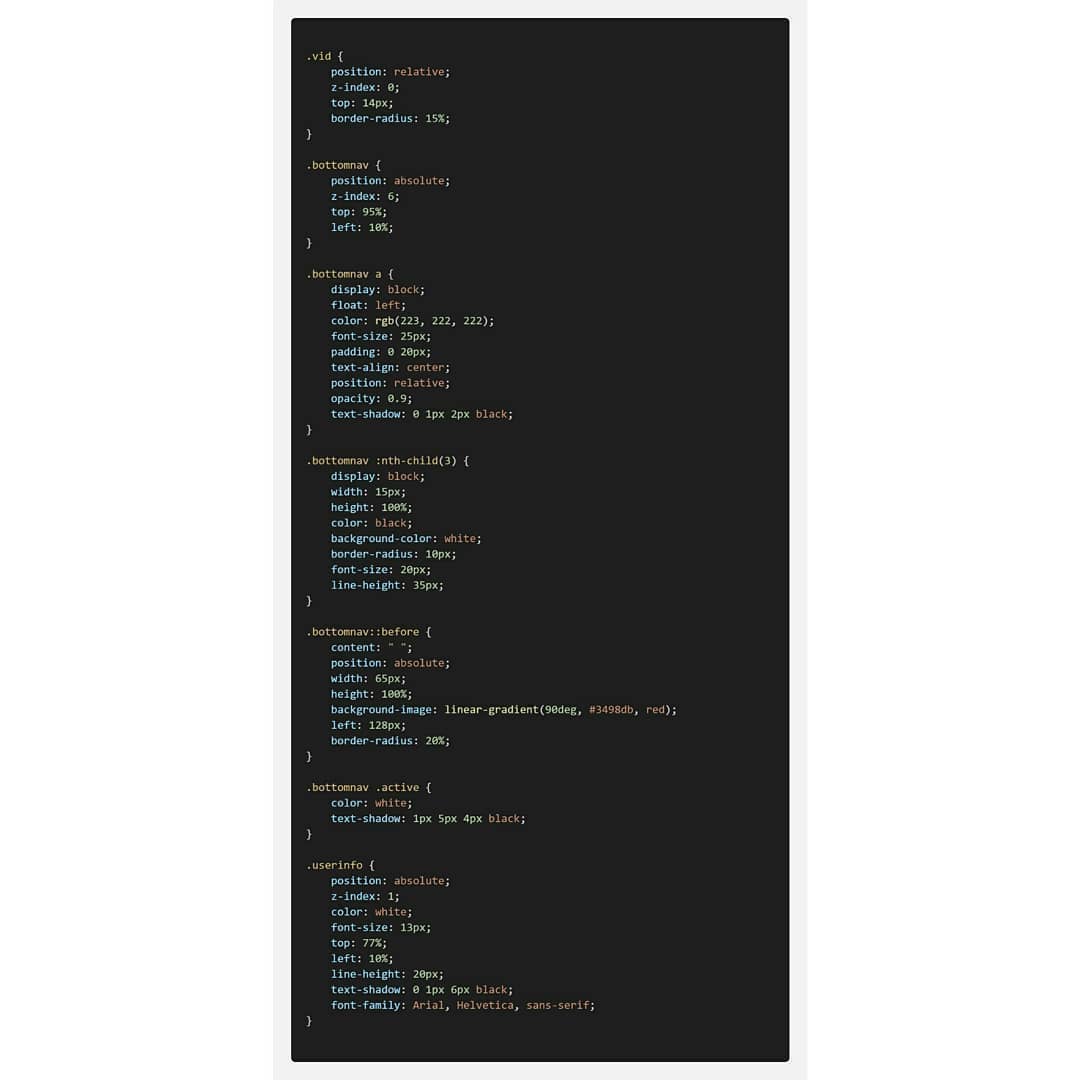 .vid {
    position: relative;
    z-index: 0;
    top: 14px;
    border-radius: 15%;
}

.bottomnav {
    position: absolute;
    z-index: 6;
    top: 95%;
    left: 10%;
}

.bottomnav a {
    display: block;
    float: left;
    color: rgb(223, 222, 222);
    font-size: 25px;
    padding: 0 20px;
    text-align: center;
    position: relative;
    opacity: 0.9;
    text-shadow: 0 1px 2px black;
}

.bottomnav :nth-child(3) {
    display: block;
    width: 15px;
    height: 100%;
    color: black;
    background-color: white;
    border-radius: 10px;
    font-size: 20px;
    line-height: 35px;
}

.bottomnav::before {
    content: " ";
    position: absolute;
    width: 65px;
    height: 100%;
    background-image: linear-gradient(90deg, #3498db, red);
    left: 128px;
    border-radius: 20%;
}

.bottomnav .active {
    color: white;
    text-shadow: 1px 5px 4px black;
}

.userinfo {
    position: absolute;
    z-index: 1;
    color: white;
    font-size: 13px;
    top: 77%;
    left: 10%;
    line-height: 20px;
    text-shadow: 0 1px 6px black;
    font-family: Arial, Helvetica, sans-serif;
}